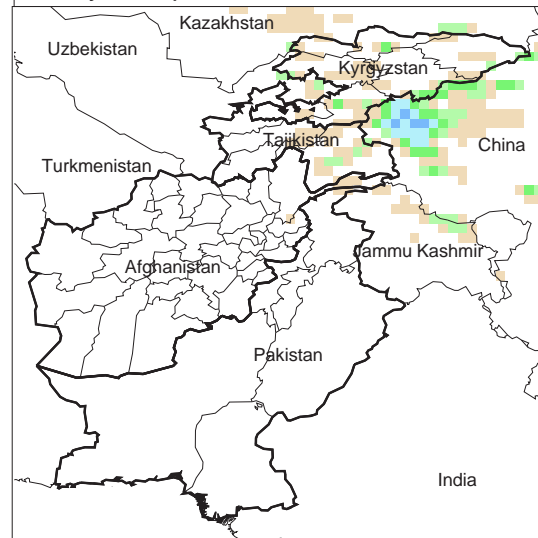 Kazakhstan
Uzbekistan
Kyrgyzstan
China
Tajikistan
Turkmenistan
Jammu Kashmir
Afghanistan
Pakistan
India